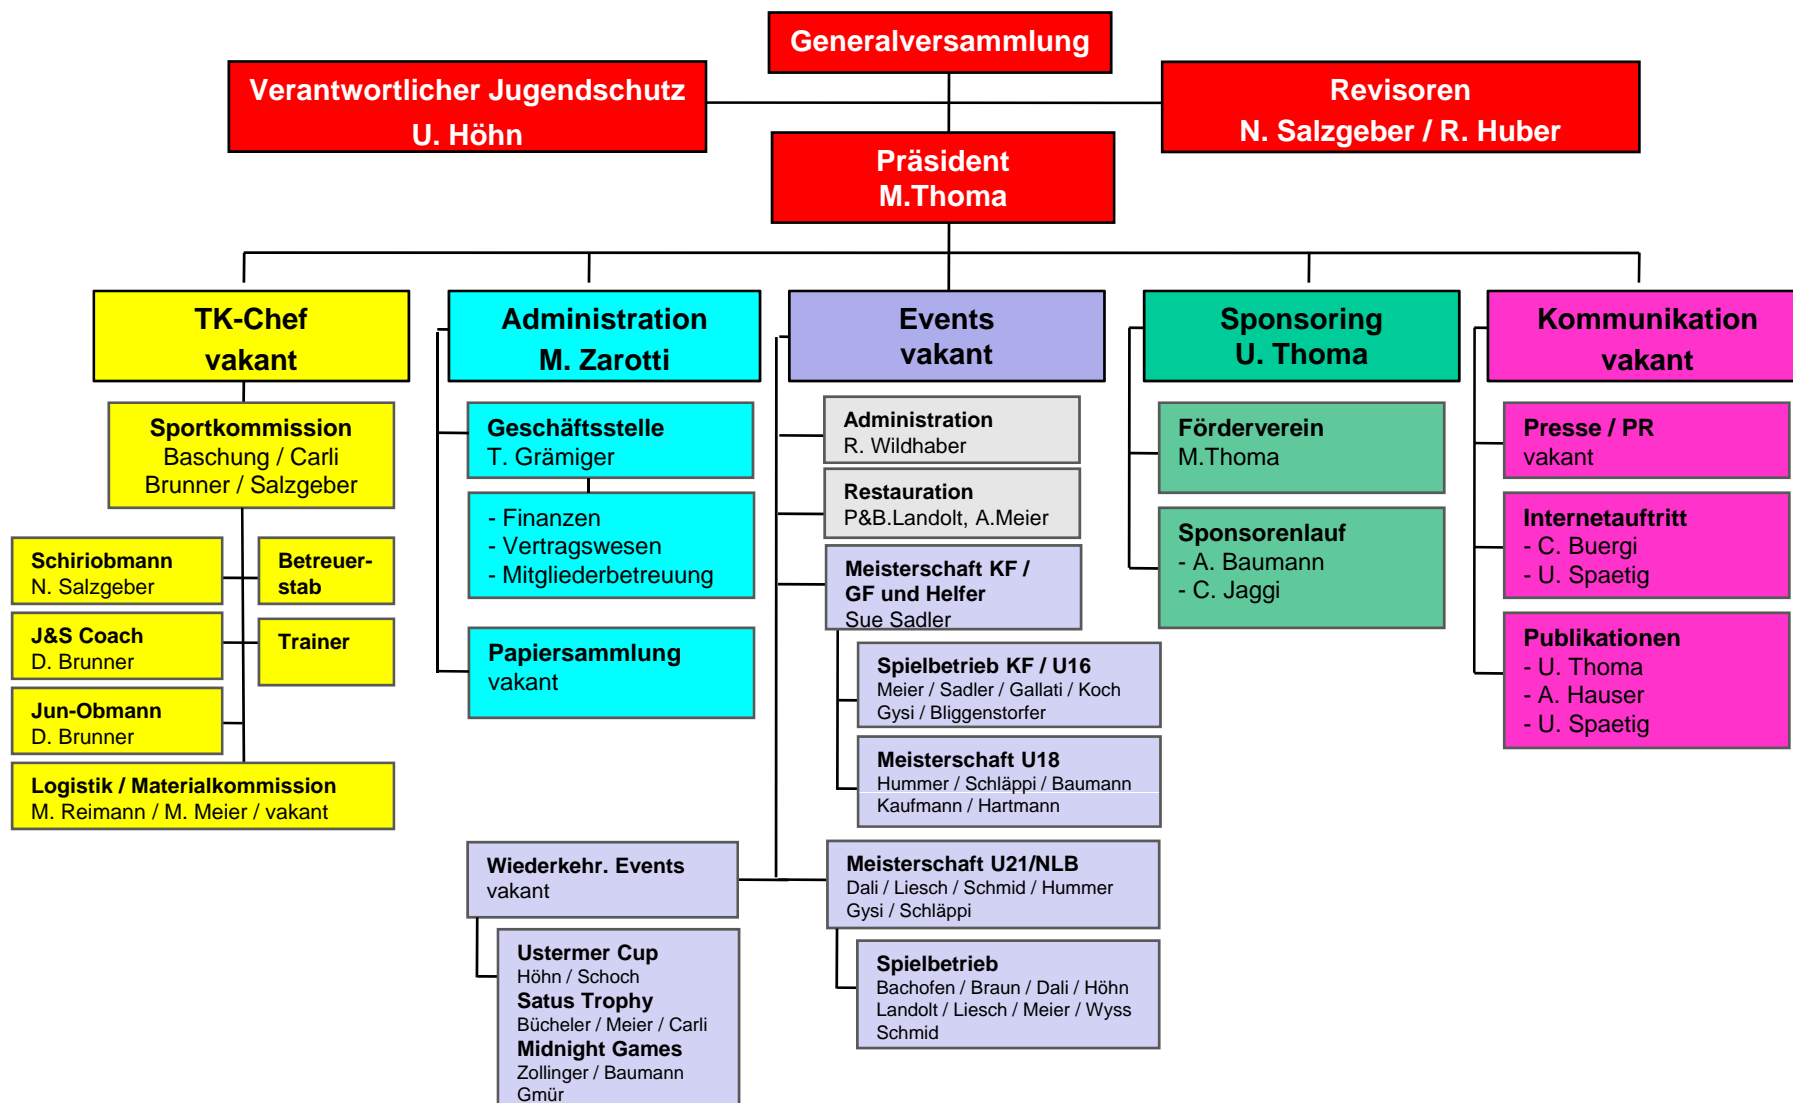 Generalversammlung
Verantwortlicher Jugendschutz
U. Höhn
Revisoren
N. Salzgeber / R. Huber
Präsident
M.Thoma
TK-Chef
vakant
Sportkommission
Baschung / Carli
Brunner / Salzgeber
Schiriobmann
N. Salzgeber
Betreuer-
stab
J&S Coach
D. Brunner
Trainer
Jun-Obmann
D. Brunner
Logistik / Materialkommission
M. Reimann / M. Meier / vakant
Administration
M. Zarotti
Geschäftsstelle
T. Grämiger
- Finanzen
- Vertragswesen
- Mitgliederbetreuung
Papiersammlung
vakant
Events
vakant
Administration
R. Wildhaber
Restauration
P&B.Landolt, A.Meier
Meisterschaft KF /
GF und Helfer
Sue Sadler
Spielbetrieb KF / U16
Meier / Sadler / Gallati / Koch
Gysi / Bliggenstorfer
Meisterschaft U18
Hummer / Schläppi / Baumann
Kaufmann / Hartmann
Wiederkehr. Events
vakant
Ustermer Cup
Höhn / Schoch
Satus Trophy
Bücheler / Meier / Carli
Midnight Games
Zollinger / Baumann
Gmür
Meisterschaft U21/NLB
Dali / Liesch / Schmid / Hummer
Gysi / Schläppi
Spielbetrieb
Bachofen / Braun / Dali / Höhn
Landolt / Liesch / Meier / Wyss
Schmid
Sponsoring
U. Thoma
Förderverein
M.Thoma
Sponsorenlauf
- A. Baumann
- C. Jaggi
Kommunikation
vakant
Presse / PR
vakant
Internetauftritt
- C. Buergi
- U. Spaetig
Publikationen
- U. Thoma
- A. Hauser
- U. Spaetig